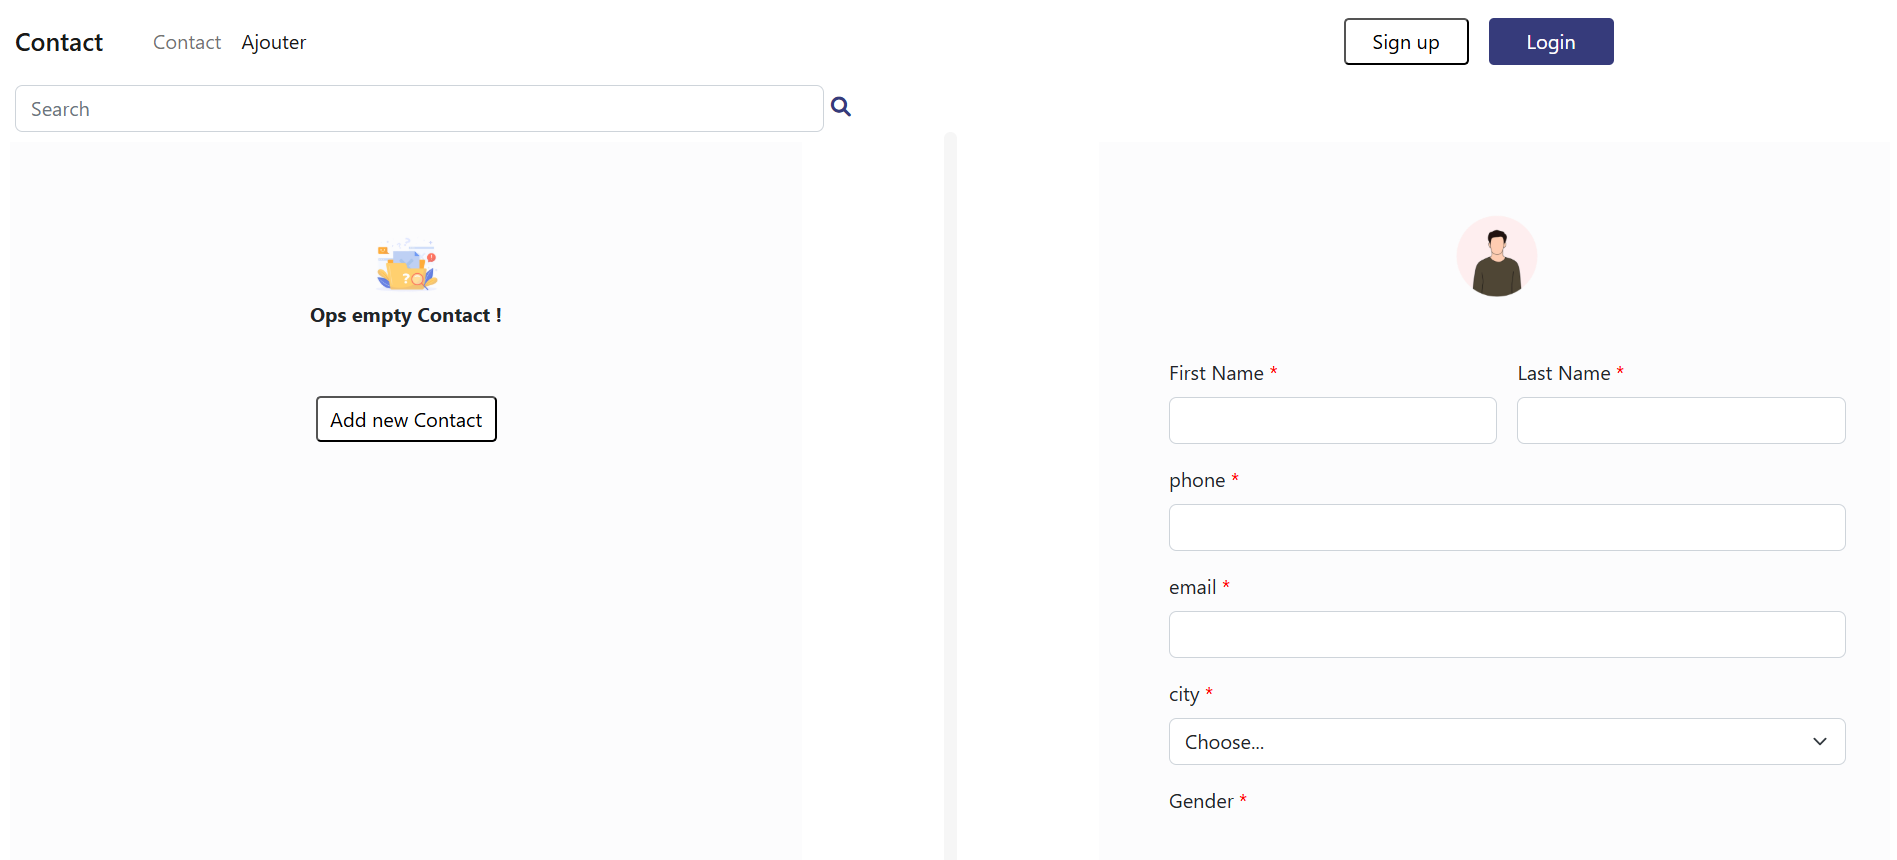 Contact Contact Ajouter Sign up Login
Search
Ops empty Contact !
Add new Contact
First Name * Last Name *
phone *
email *
city *
Choose...
Gender *